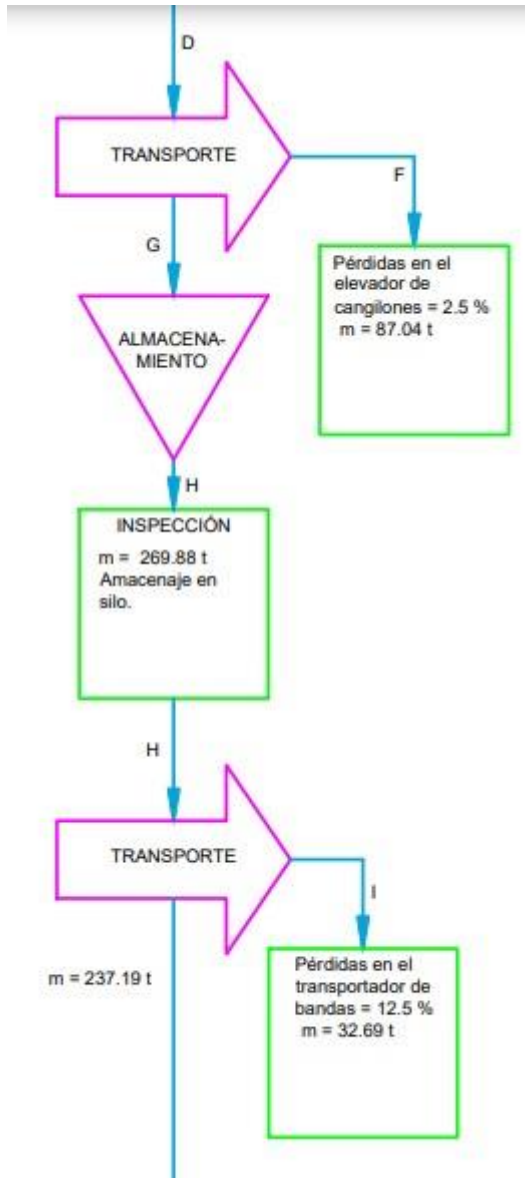 D
TRANSPORTE
F
G
Pérdidas en el
elevador de
cangilones = 2.5 %
m = 87.04 t
ALMACENA-
MIENTO
H
INSPECCIÓN
m = 269.88 t
Amacenaje en
silo.
H
TRANSPORTE
I
m = 237.19 t
Pérdidas en el
transportador de
bandas = 12.5 %
m = 32.69 t